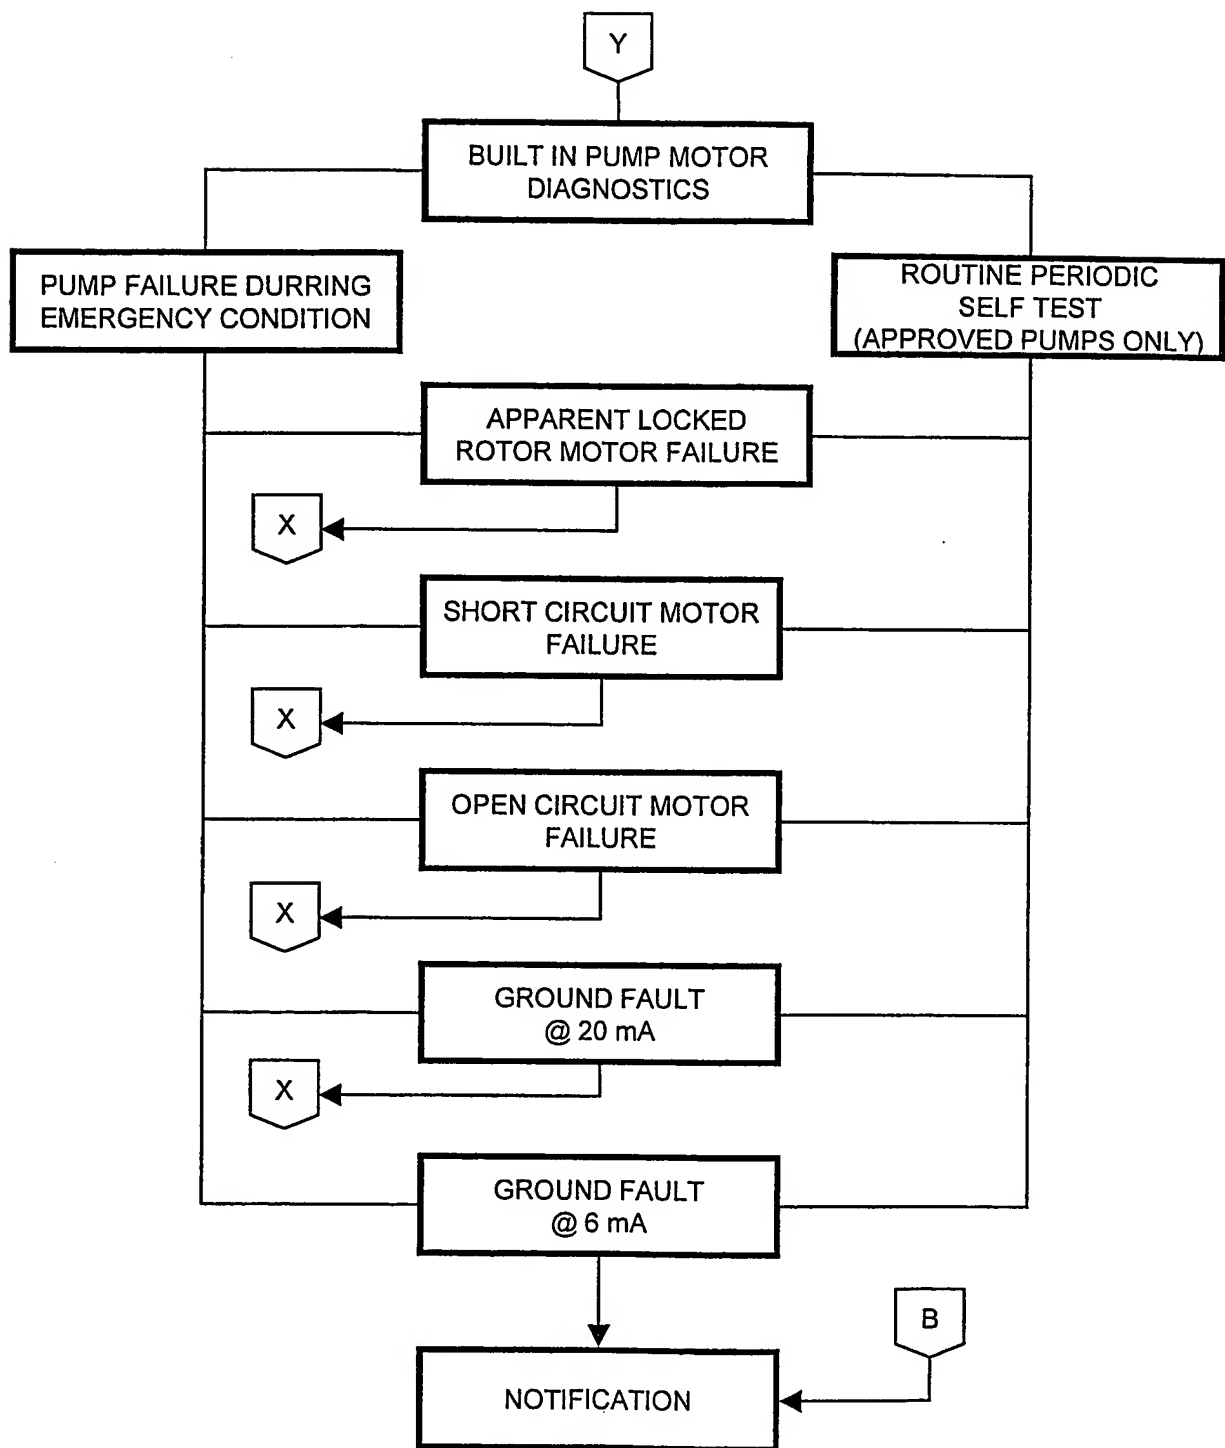 Y
BUILT IN PUMP MOTOR
DIAGNOSTICS
PUMP FAILURE DURRING
EMERGENCY CONDITION
ROUTINE PERIODIC
SELF TEST
(APPROVED PUMPS ONLY)
APPARENT LOCKED
ROTOR MOTOR FAILURE
X
SHORT CIRCUIT MOTOR
FAILURE
X
OPEN CIRCUIT MOTOR
FAILURE
X
GROUND FAULT
@ 20 mA
X
GROUND FAULT
@ 6 mA
B
NOTIFICATION